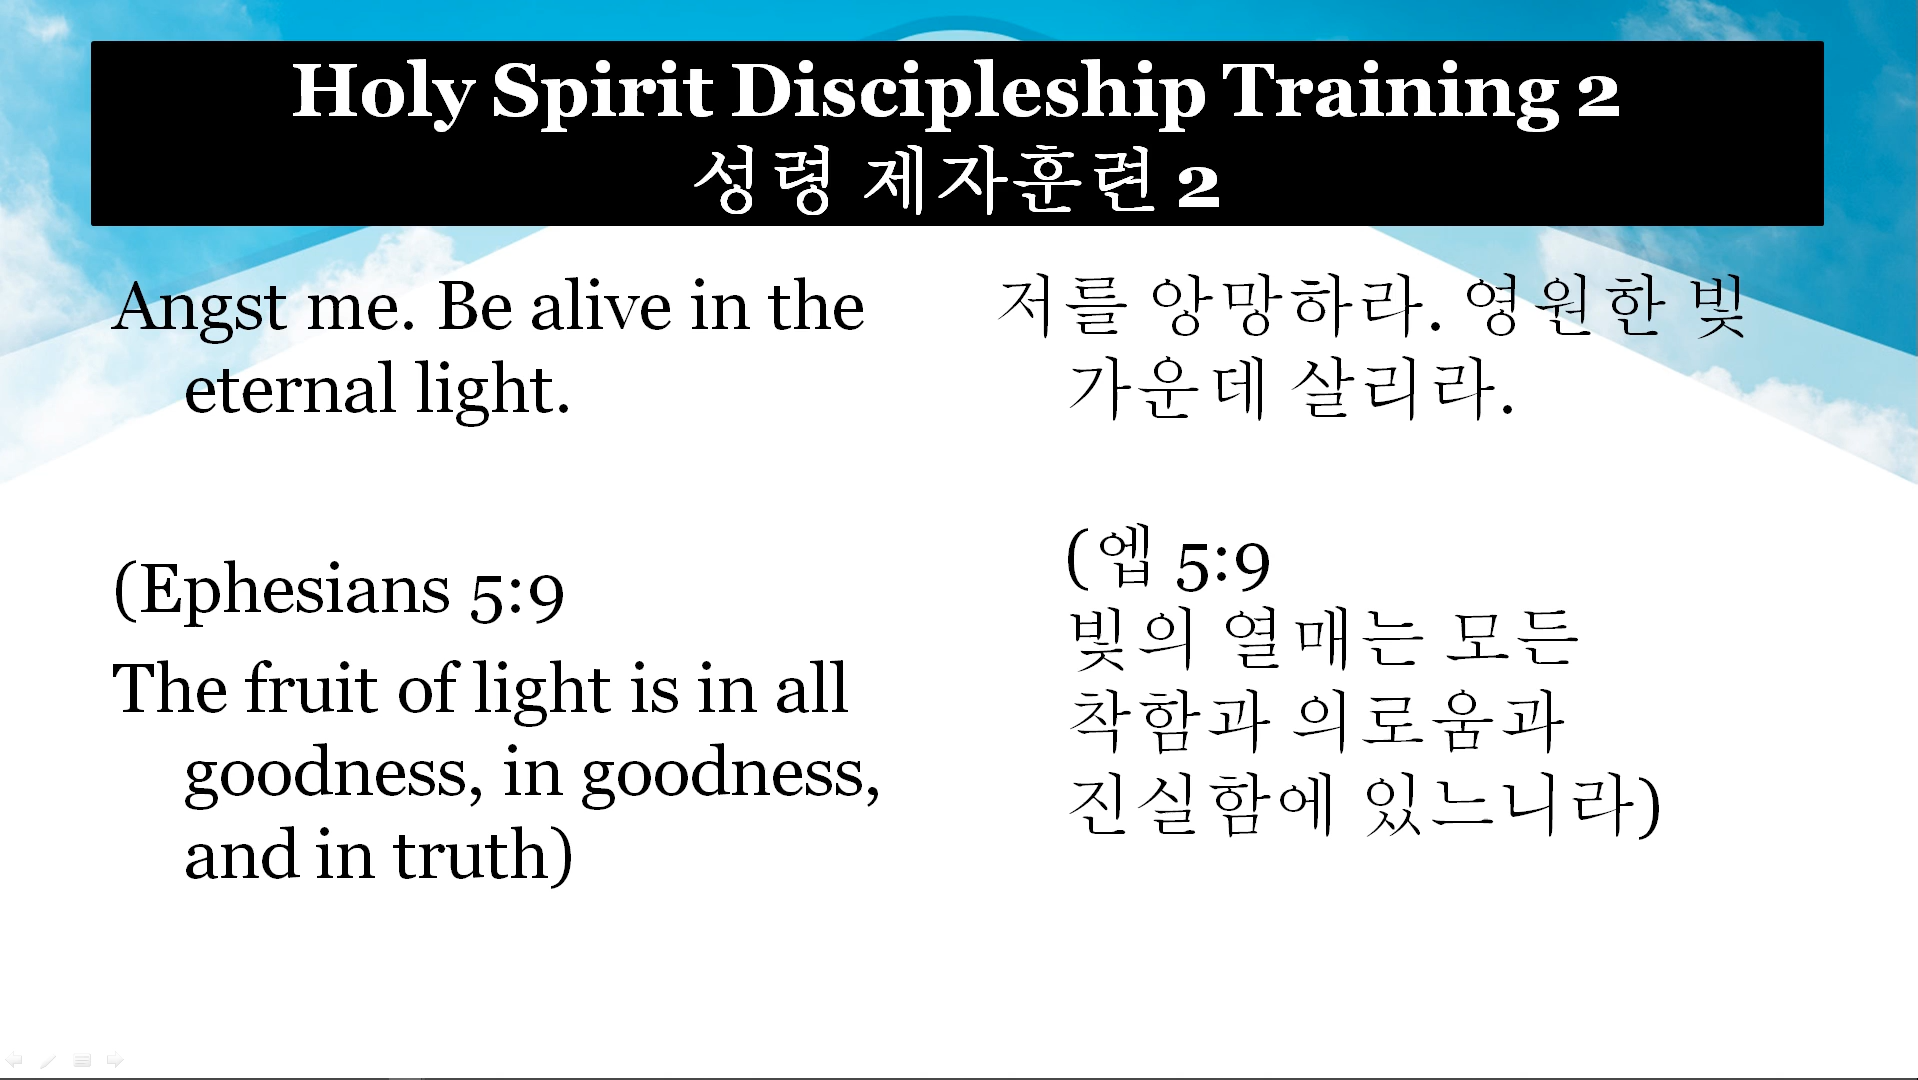 Holy Spirit Discipleship Training 2
성령 제자훈련 2
Angst me. Be alive in the
eternal light.
(Ephesians 5:9
The fruit of light is in all
goodness, in goodness,
and in truth)
저를 앙망하라. 영원한 빛
가운데 살리라.
(엡 5:9
빛의 열매는 모든
착함과 의로움과
진실함에 있느니라)